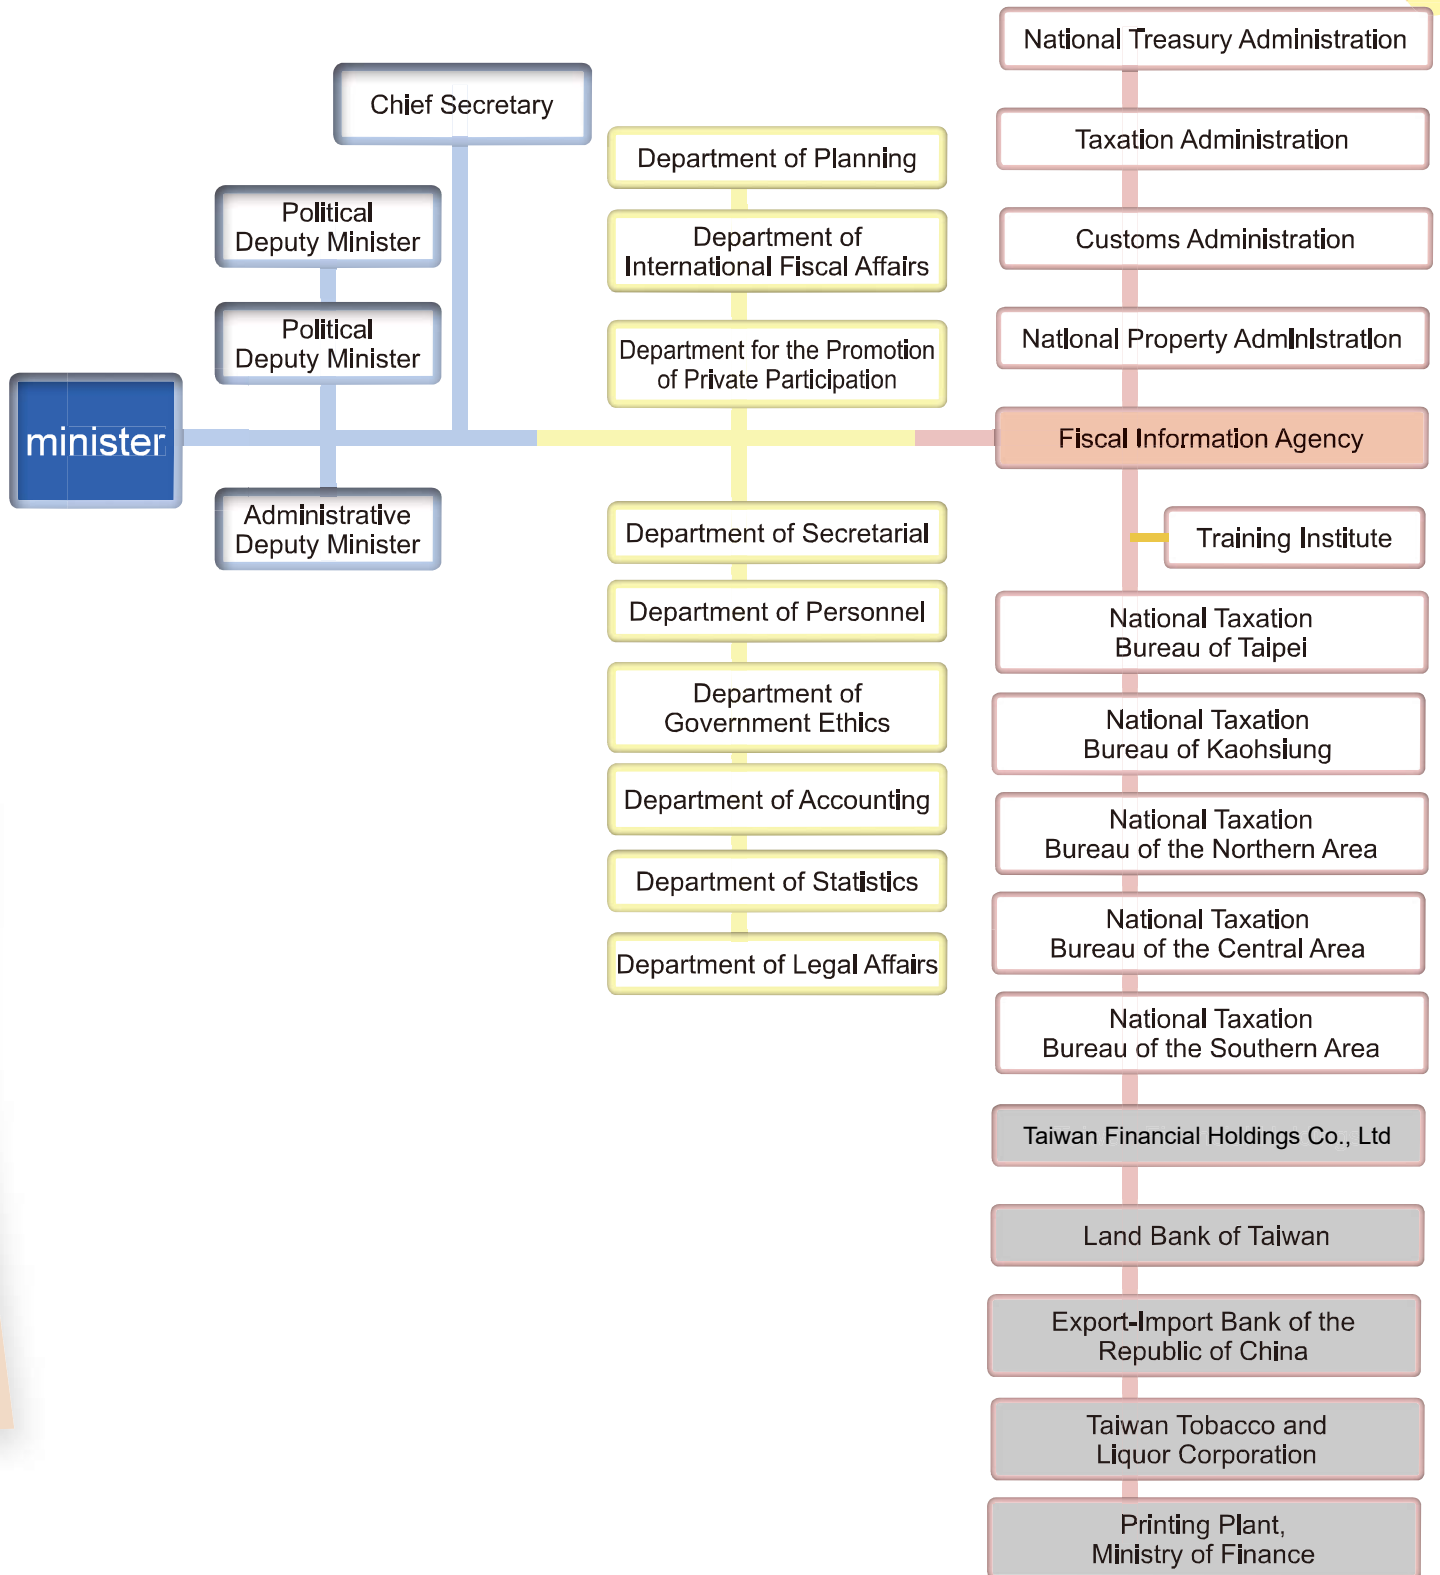 minister
Chief Secretary
Political
Deputy Minister
Political
Deputy Minister
Administrative
Deputy Minister
Department of Planning
Department of
International Fiscal Affairs
Department for the Promotion
of Private Participation
Department of Secretarial
Department of Personnel
Department of
Government Ethics
Department of Accounting
Department of Statistics
Department of Legal Affairs
National Treasury Administration
Taxation Administration
Customs Administration
National Property Administration
Fiscal Information Agency
Training Institute
National Taxation
Bureau of Taipei
National Taxation
Bureau of Kaohsiung
National Taxation
Bureau of the Northern Area
National Taxation
Bureau of the Central Area
National Taxation
Bureau of the Southern Area
Taiwan Financial Holdings Co., Ltd
Land Bank of Taiwan
Export-Import Bank of the
Republic of China
Taiwan Tobacco and
Liquor Corporation
Printing Plant,
Ministry of Finance